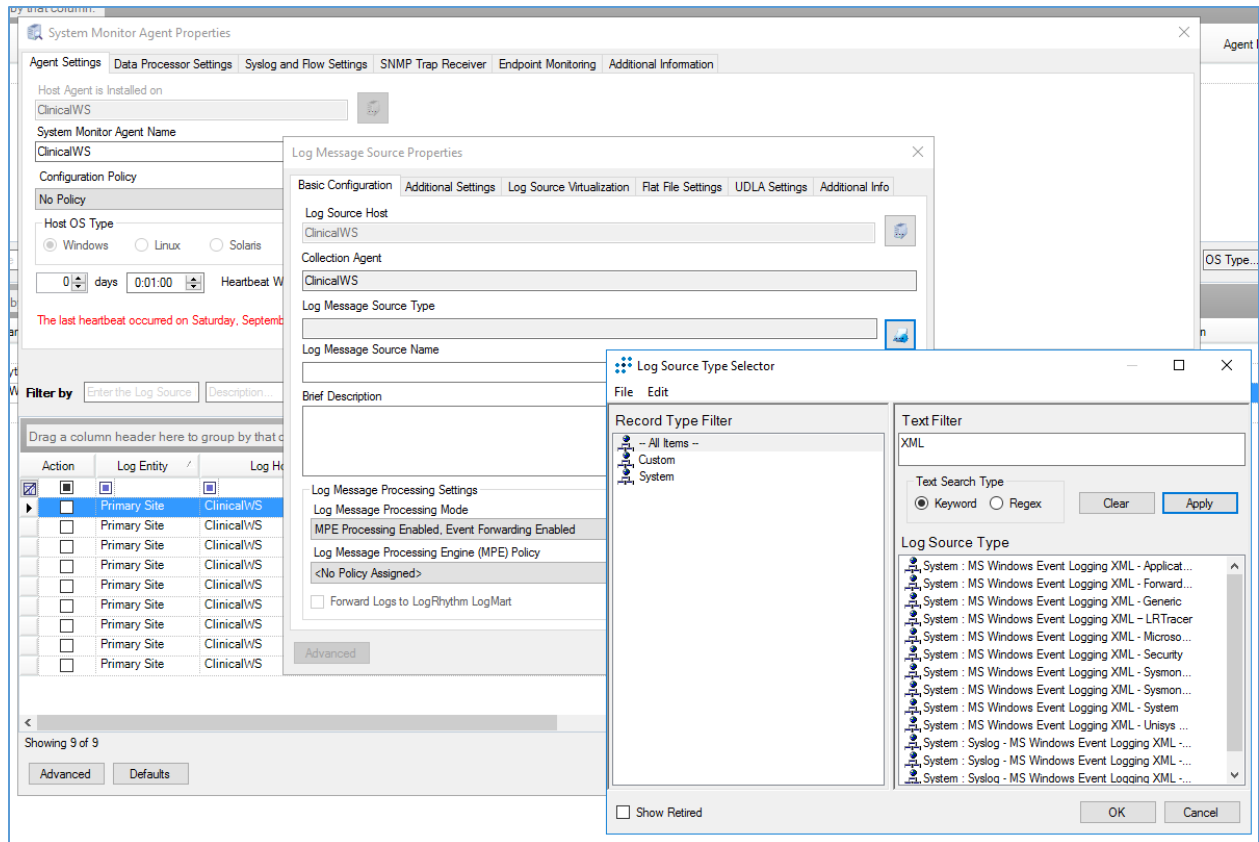 by that column.
System Monitor Agent Properties
Agent
Agent Settings Data Processor Settings Syslog and Flow Settings SNMP Trap Receiver Endpoint Monitoring Additional Information
Host Agent is Installed on
ClinicalWS
System Monitor Agent Name
ClinicalWS
Configuration Policy
No Policy
Host OS Type
Windows Linux Solaris
0 days 0:01:00 Heartbeat W
The last heartbeat occurred on Saturday, Septemb
OS Type...
Filter by Enter the Log Source Description...
Drag a column header here to group by that c
Action Log Entity Log Ho
Primary Site ClinicalWS
Primary Site ClinicalWS
Primary Site ClinicalWS
Primary Site ClinicalWS
Primary Site ClinicalWS
Primary Site ClinicalWS
Primary Site ClinicalWS
Primary Site ClinicalWS
Primary Site ClinicalWS
Showing 9 of 9
Advanced Defaults
Log Message Source Properties
Basic Configuration Additional Settings Log Source Virtualization Flat File Settings UDLA Settings Additional Info
Log Source Host
ClinicalWS
Collection Agent
ClinicalWS
Log Message Source Type
Log Message Source Name
Brief Description
Log Message Processing Settings
Log Message Processing Mode
MPE Processing Enabled, Event Forwarding Enabled
Log Message Processing Engine (MPE) Policy
<No Policy Assigned>
Forward Logs to LogRhythm LogMart
Advanced
Log Source Type Selector
File Edit
Record Type Filter
-- All Items --
Custom
System
Text Filter
XML
Text Search Type
Keyword Regex Clear Apply
Log Source Type
System : MS Windows Event Logging XML - Applicat...
System : MS Windows Event Logging XML - Forward...
System : MS Windows Event Logging XML - Generic
System : MS Windows Event Logging XML – LRTracer
System : MS Windows Event Logging XML - Microso...
System : MS Windows Event Logging XML - Security
System : MS Windows Event Logging XML - Sysmon...
System : MS Windows Event Logging XML - Sysmon...
System : MS Windows Event Logging XML - System
System : MS Windows Event Logging XML - Unisys ...
System : Syslog - MS Windows Event Logging XML -...
System : Syslog - MS Windows Event Logging XML -...
System : Syslog - MS Windows Event Logging XML -...
Show Retired
OK Cancel